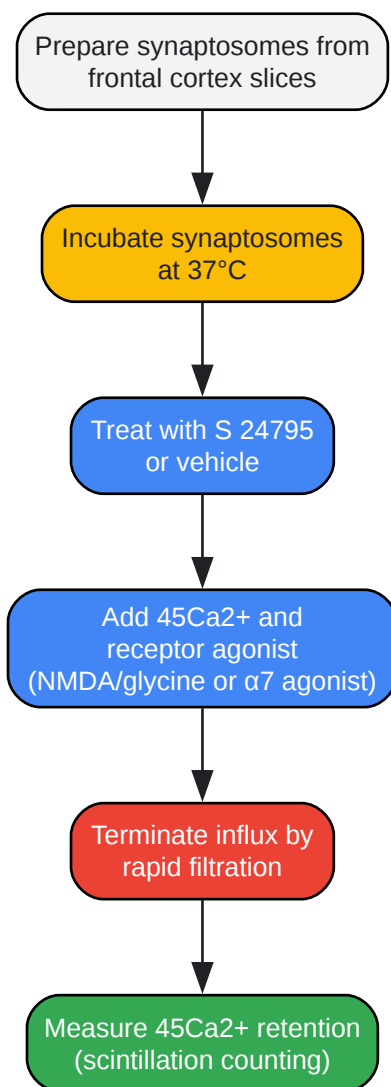 Prepare synaptosomes from
frontal cortex slices
Incubate synaptosomes
at 37°C
Treat with S 24795
or vehicle
Add 45Ca2+ and
receptor agonist
(NMDA/glycine or α7 agonist)
Terminate influx by
rapid filtration
Measure 45Ca2+ retention
(scintillation counting)